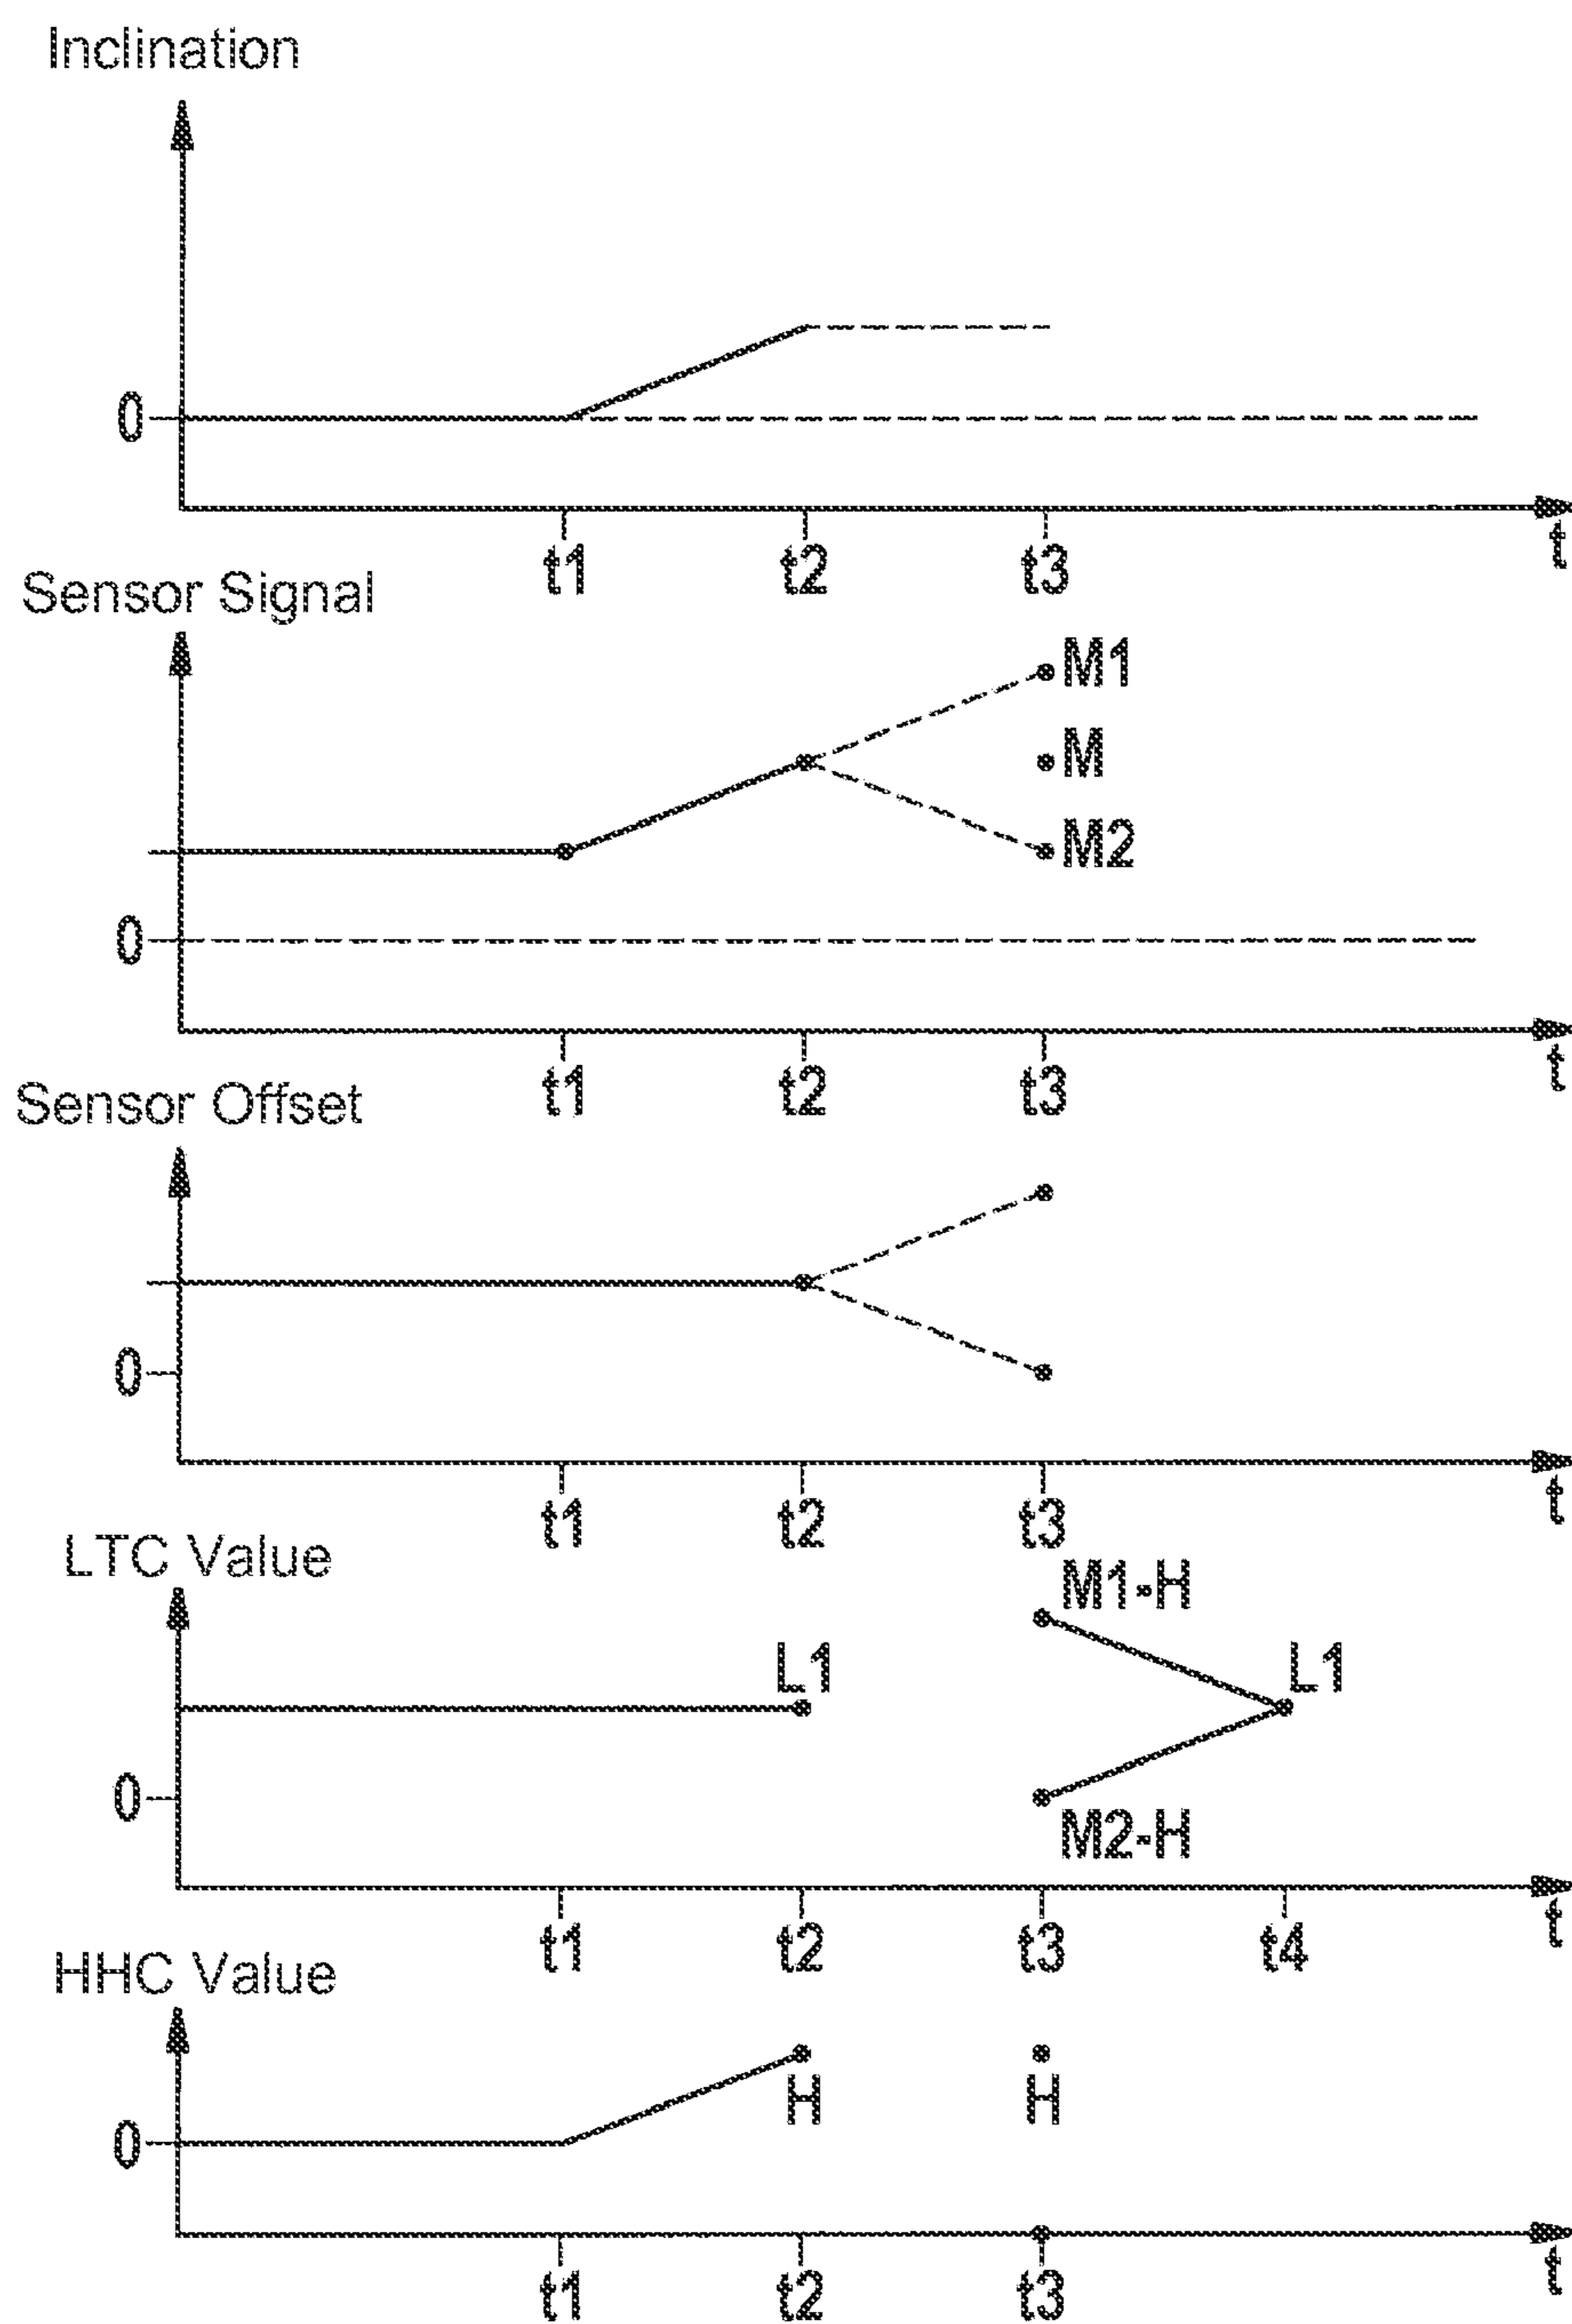 Inclination
0
t1 t2 t3 t
Sensor Signal
M1
M
M2
0
t1 t2 t3 t
Sensor Offset
0
t1 t2 t3 t
LTC Value
M1-H
L1 L1
0
M2-H
t1 t2 t3 t4 t
HHC Value
H H
0
t1 t2 t3 t